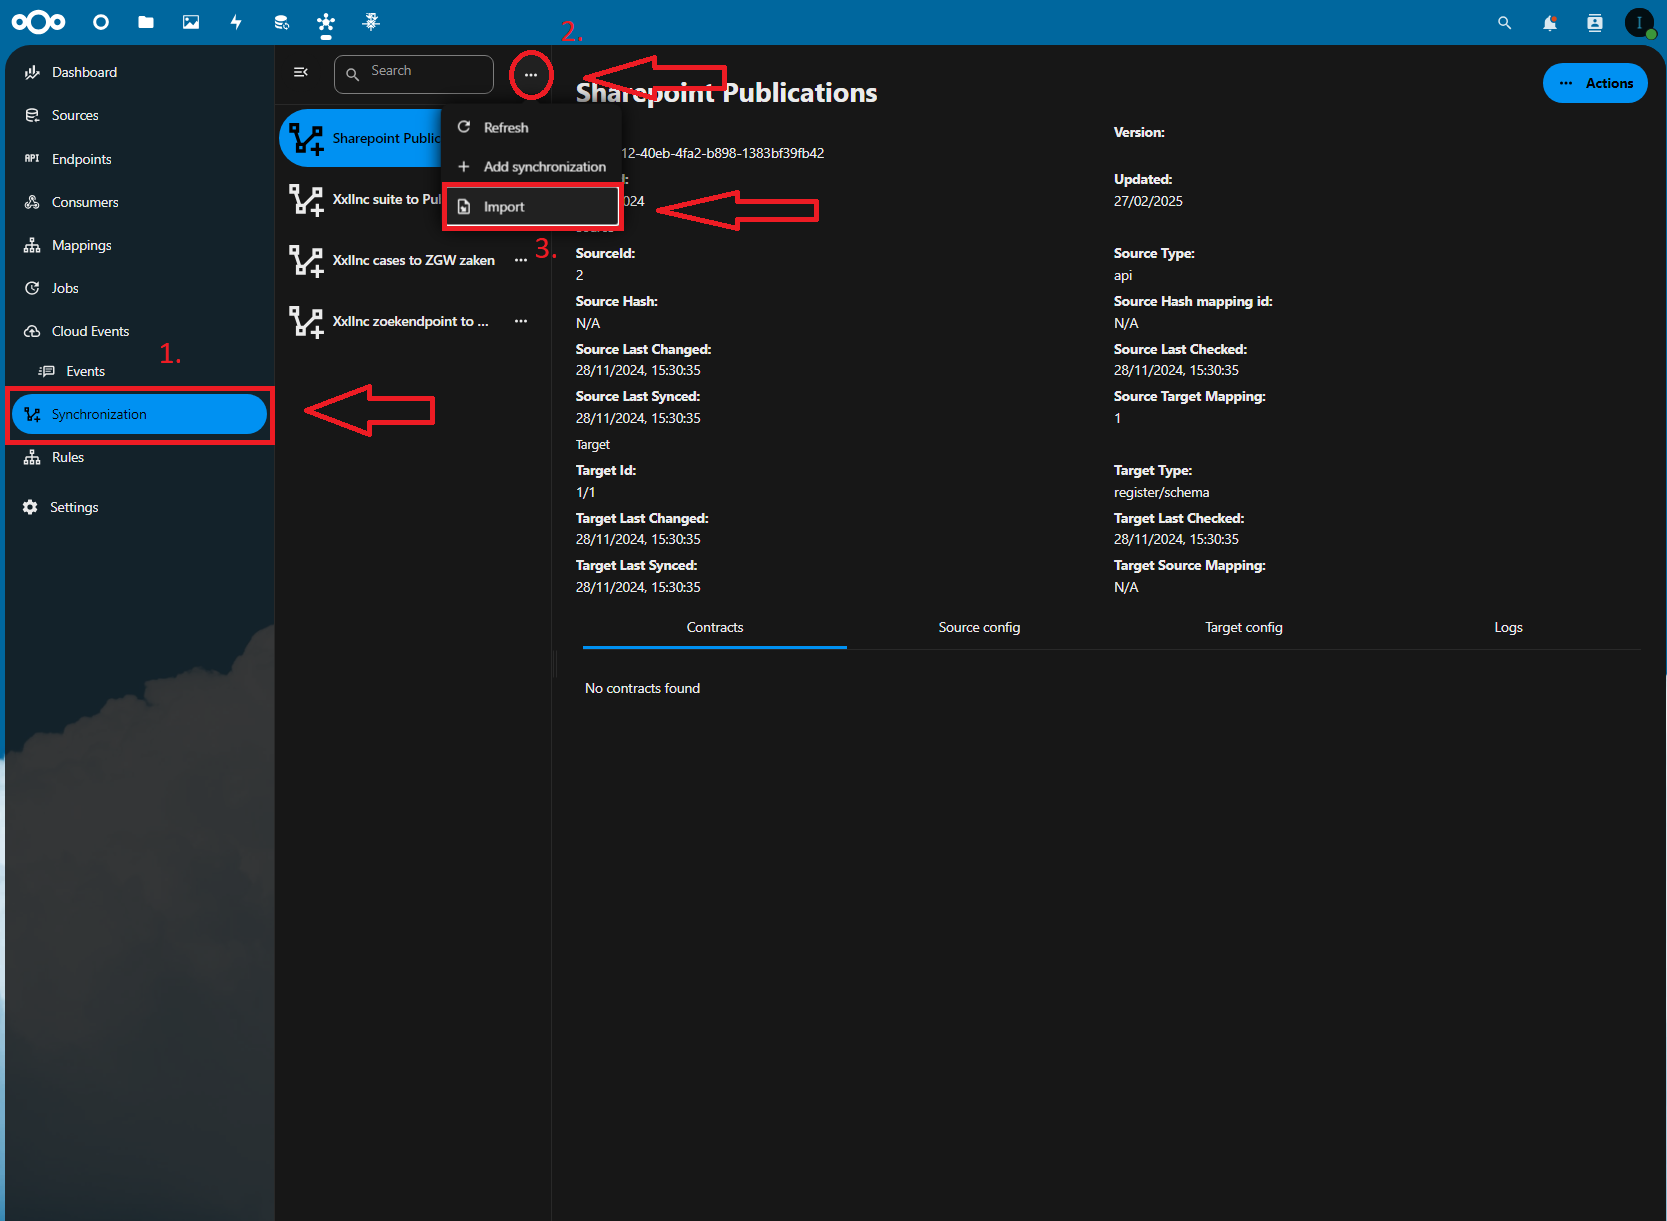 2.
Search
...
Sharepoint Publications
... Actions
Dashboard
Sources
API Endpoints
Consumers
Mappings
Jobs
Cloud Events
Events
1.
Synchronization
Rules
Settings
Sharepoint Public
Refresh
Add synchronization
Import
3.
Xxllnc suite to Pul
Xxllnc cases to ZGW zaken ...
Xxllnc zoekendpoint to ... ...
12-40eb-4fa2-b898-1383bf39fb42
Version:
024
Updated:
27/02/2025
SourceId:
2
Source Type:
api
Source Hash:
N/A
Source Hash mapping id:
N/A
Source Last Changed:
28/11/2024, 15:30:35
Source Last Checked:
28/11/2024, 15:30:35
Source Last Synced:
28/11/2024, 15:30:35
Source Target Mapping:
1
Target
Target Id:
1/1
Target Type:
register/schema
Target Last Changed:
28/11/2024, 15:30:35
Target Last Checked:
28/11/2024, 15:30:35
Target Last Synced:
28/11/2024, 15:30:35
Target Source Mapping:
N/A
Contracts
Source config
Target config
Logs
No contracts found
I